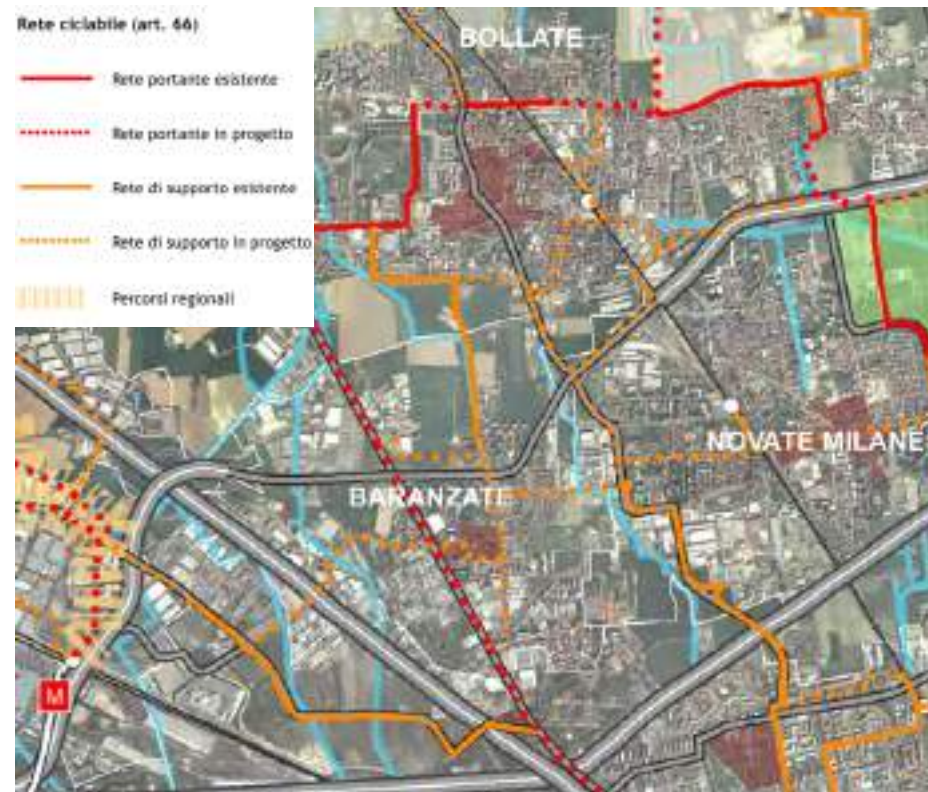 Rete ciclabile (art. 66)
Rete portante esistente
Rete portante in progetto
Rete di supporto esistente
Rete di supporto in progetto
Percorsi regionali
BOLLATE
NOVATE MILANE
BARANZATE
M